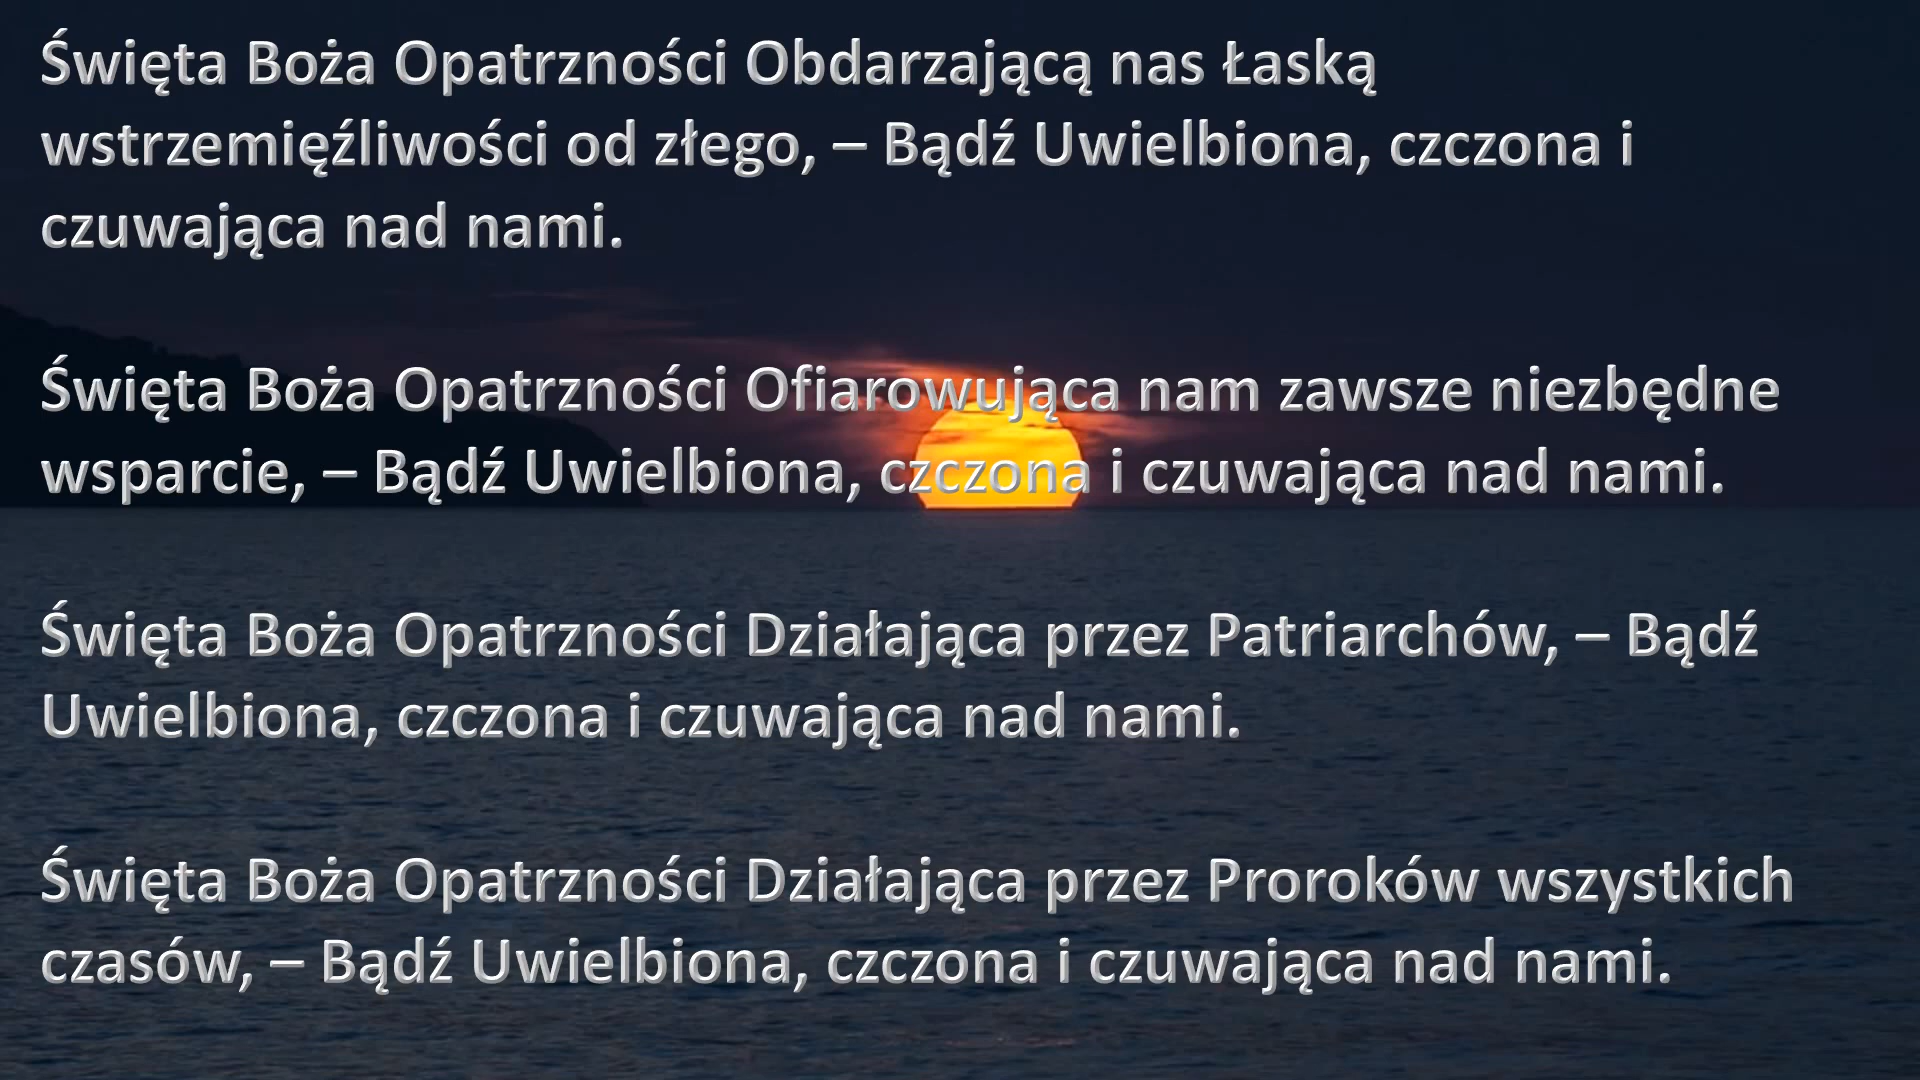 Święta Boża Opatrzności Obdarzającą nas Łaską
wstrzemięźliwości od złego, – Bądź Uwielbiona, czczona i
czuwająca nad nami.
Święta Boża Opatrzności Ofiarowująca nam zawsze niezbędne
wsparcie, – Bądź Uwielbiona, czczona i czuwająca nad nami.
Święta Boża Opatrzności Działająca przez Patriarchów, – Bądź
Uwielbiona, czczona i czuwająca nad nami.
Święta Boża Opatrzności Działająca przez Proroków wszystkich
czasów, – Bądź Uwielbiona, czczona i czuwająca nad nami.